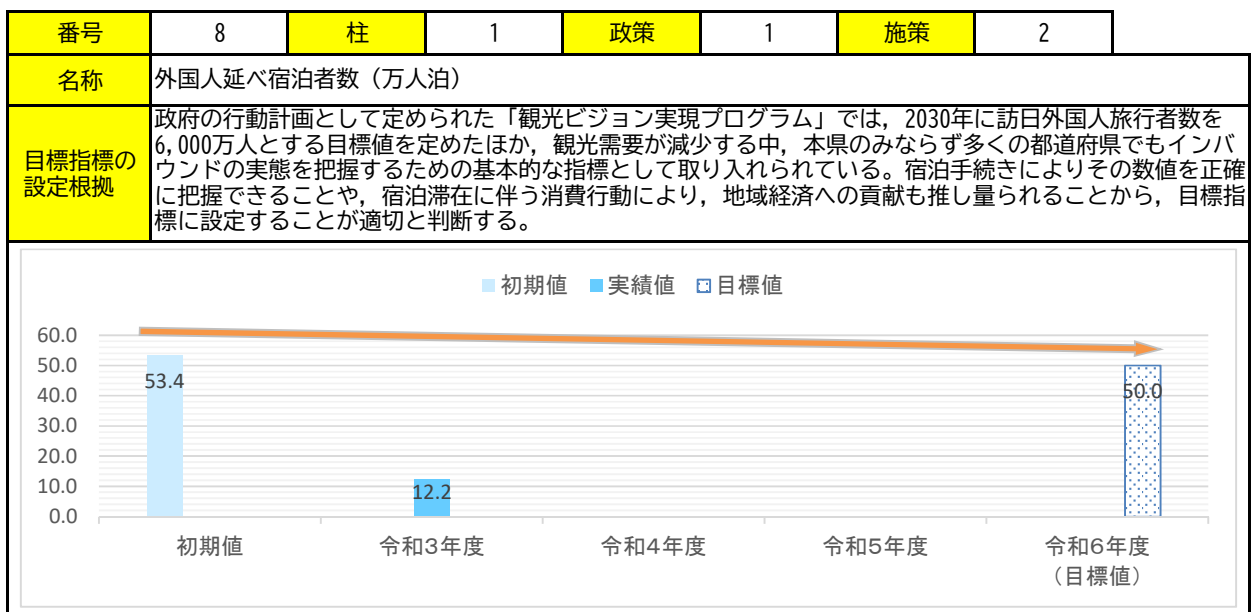 番号 8 柱 1 政策 1 施策 2
名称 外国人延べ宿泊者数（万人泊）
目標指標の
設定根拠
政府の行動計画として定められた「観光ビジョン実現プログラム」では，2030年に訪日外国人旅行者数を
6,000万人とする目標値を定めたほか，観光需要が減少する中，本県のみならず多くの都道府県でもインバ
ウンドの実態を把握するための基本的な指標として取り入れられている。宿泊手続きによりその数値を正確
に把握できることや，宿泊滞在に伴う消費行動により，地域経済への貢献も推し量られることから，目標指
標に設定することが適切と判断する。
初期値 実績値 目標値
60.0
50.0
40.0
30.0
20.0
10.0
0.0
53.4
12.2
50.0
初期値 令和3年度 令和4年度 令和5年度 令和6年度
（目標値）